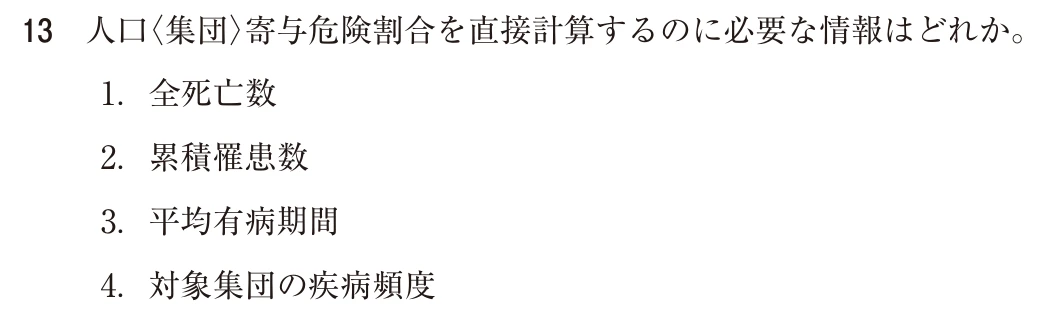 13 人口〈集団〉寄与危険割合を直接計算するのに必要な情報はどれか。
1. 全死亡数
2. 累積罹患数
3. 平均有病期間
4. 対象集団の疾病頻度